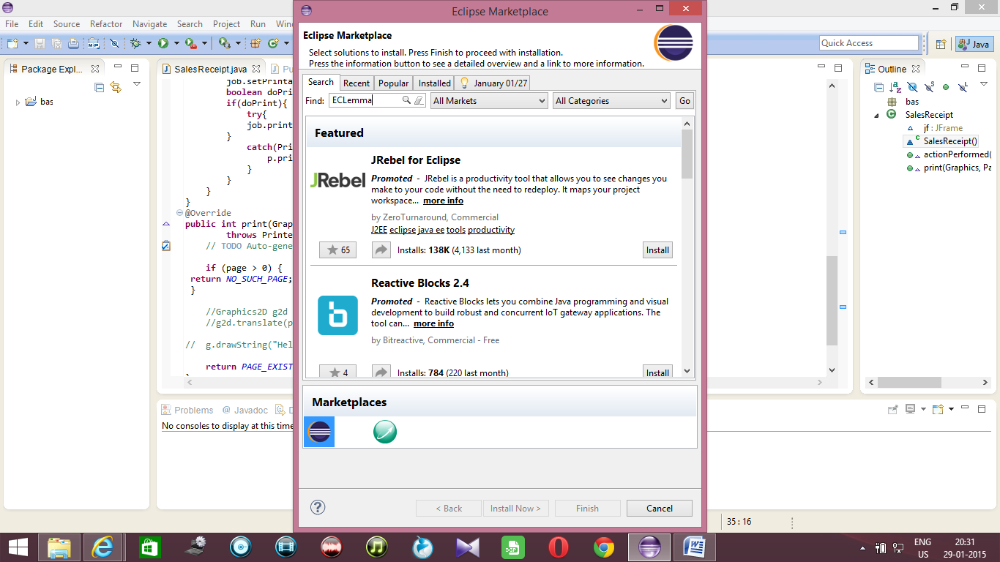 Eclipse Marketplace
File Edit Source Refactor Navigate Search Project Run
Quick Access
Java
Package Expl...
bas
SalesReceipt.java
job.setPrinta
boolean doPri
if(doPrint){
try{
job.print
}
catch(Pri
p.pri
}
}
}
}
@Override
public int print(Grap
throws Printe
// TODO Auto-gene
if (page > 0) {
return NO_SUCH_PAGE;
}
//Graphics2D g2d
//g2d.translate(p
// g.drawString("Hel
return PAGE_EXIST
Problems @ Javadoc
No consoles to display at this time
Eclipse Marketplace
Select solutions to install. Press Finish to proceed with installation.
Press the information button to see a detailed overview and a link to more information.
Search Recent Popular Installed January 01/27
Find: ECLemma All Markets All Categories Go
Featured
JRebel for Eclipse
JRebel
Promoted - JRebel is a productivity tool that allows you to see changes you
make to your code without the need to redeploy. It maps your project
workspace... more info
by ZeroTurnaround, Commercial
J2EE eclipse java ee tools productivity
65 Installs: 138K (4,133 last month) Install
Reactive Blocks 2.4
b
Promoted - Reactive Blocks lets you combine Java programming and visual
development to build robust and concurrent IoT gateway applications. The
tool can... more info
by Bitreactive, Commercial - Free
4 Installs: 784 (220 last month) Install
Marketplaces
? < Back Install Now > Finish Cancel
Outline
bas
SalesReceipt
jf : JFrame
SalesReceipt()
actionPerformed(
print(Graphics, Pa
35 : 16
SGP
ENG
US
20:31
29-01-2015